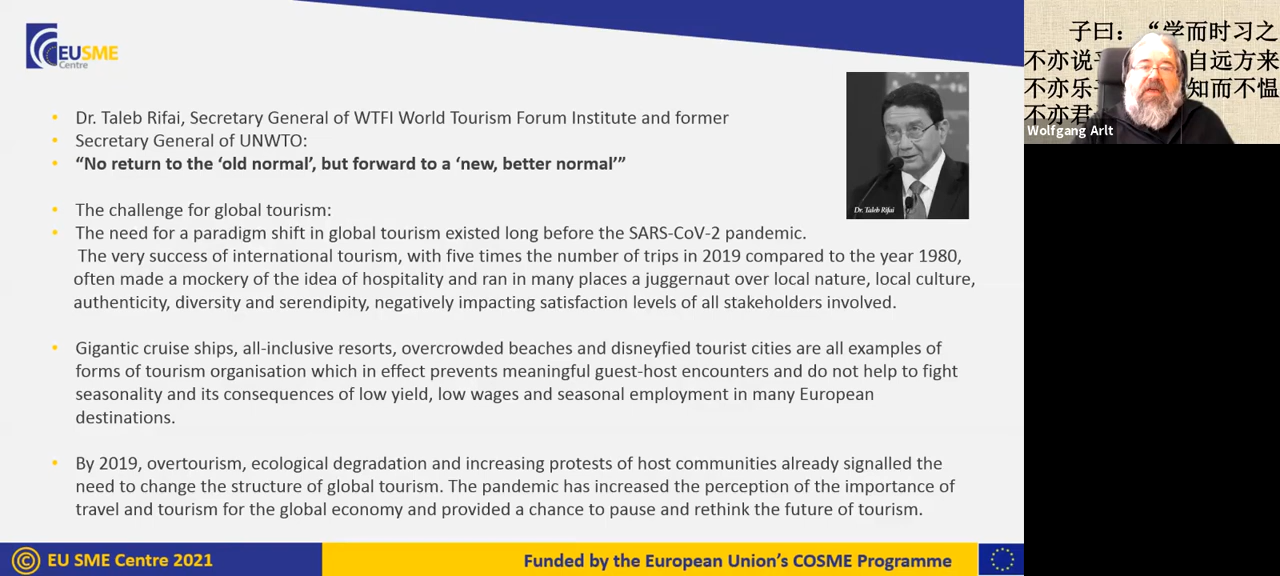 EUSME
Centre
Dr. Taleb Rifai, Secretary General of WTFI World Tourism Forum Institute and former
Secretary General of UNWTO:
“No return to the ‘old normal’, but forward to a ‘new, better normal’”
Dr. Taleb Rifai
The challenge for global tourism:
The need for a paradigm shift in global tourism existed long before the SARS-CoV-2 pandemic.
The very success of international tourism, with five times the number of trips in 2019 compared to the year 1980,
often made a mockery of the idea of hospitality and ran in many places a juggernaut over local nature, local culture,
authenticity, diversity and serendipity, negatively impacting satisfaction levels of all stakeholders involved.
Gigantic cruise ships, all-inclusive resorts, overcrowded beaches and disneyfied tourist cities are all examples of
forms of tourism organisation which in effect prevents meaningful guest-host encounters and do not help to fight
seasonality and its consequences of low yield, low wages and seasonal employment in many European
destinations.
By 2019, overtourism, ecological degradation and increasing protests of host communities already signalled the
need to change the structure of global tourism. The pandemic has increased the perception of the importance of
travel and tourism for the global economy and provided a chance to pause and rethink the future of tourism.
© EU SME Centre 2021
Funded by the European Union’s COSME Programme
子曰：“学而时习之
不亦说 自远方来
不亦乐 知而不愠
不亦君
Wolfgang Arlt